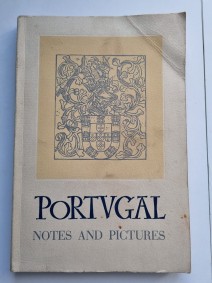 PORTVGAL
NOTES AND PICTURES